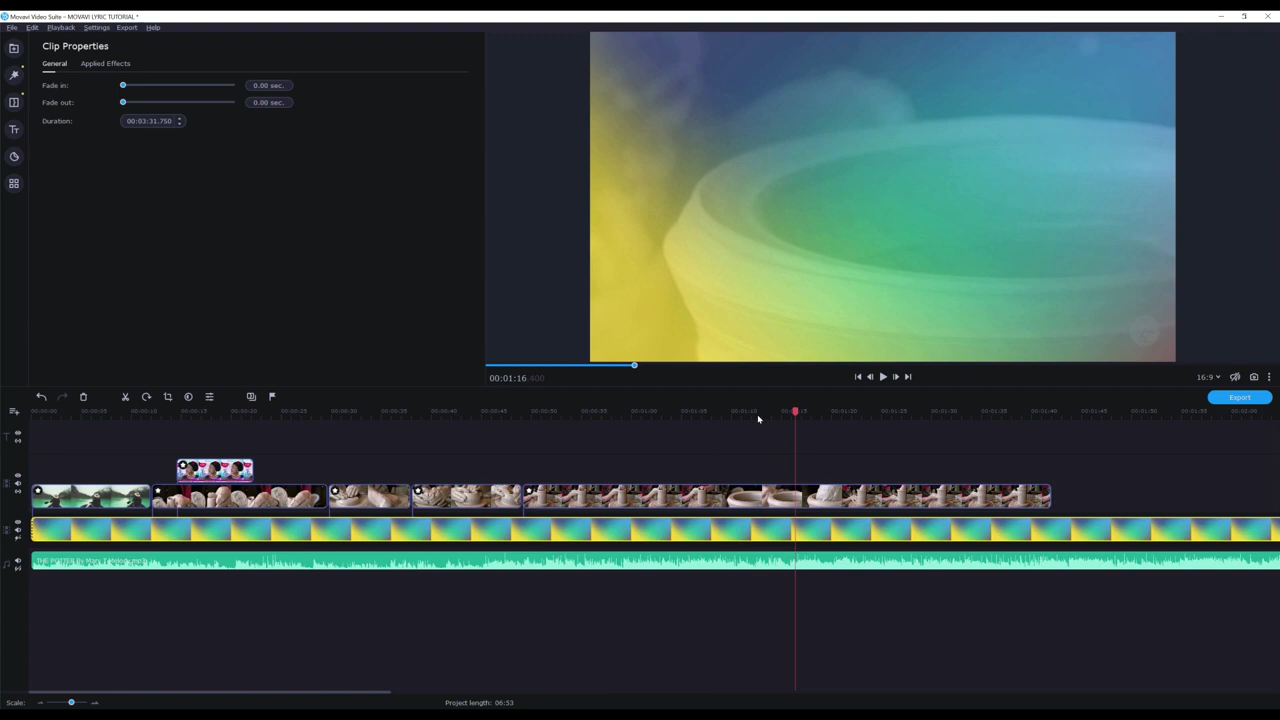 Movavi Video Suite – MOVAVI LYRIC TUTORIAL *
File Edit Playback Settings Export Help
Clip Properties
General Applied Effects
Fade in: 0.00 sec.
Fade out: 0.00 sec.
Duration: 00:03:31.750
00:01:16.400
16:9
Export
00:00:00 00:00:05 00:00:10 00:00:15 00:00:20 00:00:25 00:00:30 00:00:35 00:00:40 00:00:45 00:00:50 00:00:55 00:01:00 00:01:05 00:01:10 15 00:01:20 00:01:25 00:01:30 00:01:35 00:01:40 00:01:45 00:01:50 00:01:55 00:02:00
THE POTTER By Mary
Scale:
Project length: 06:53